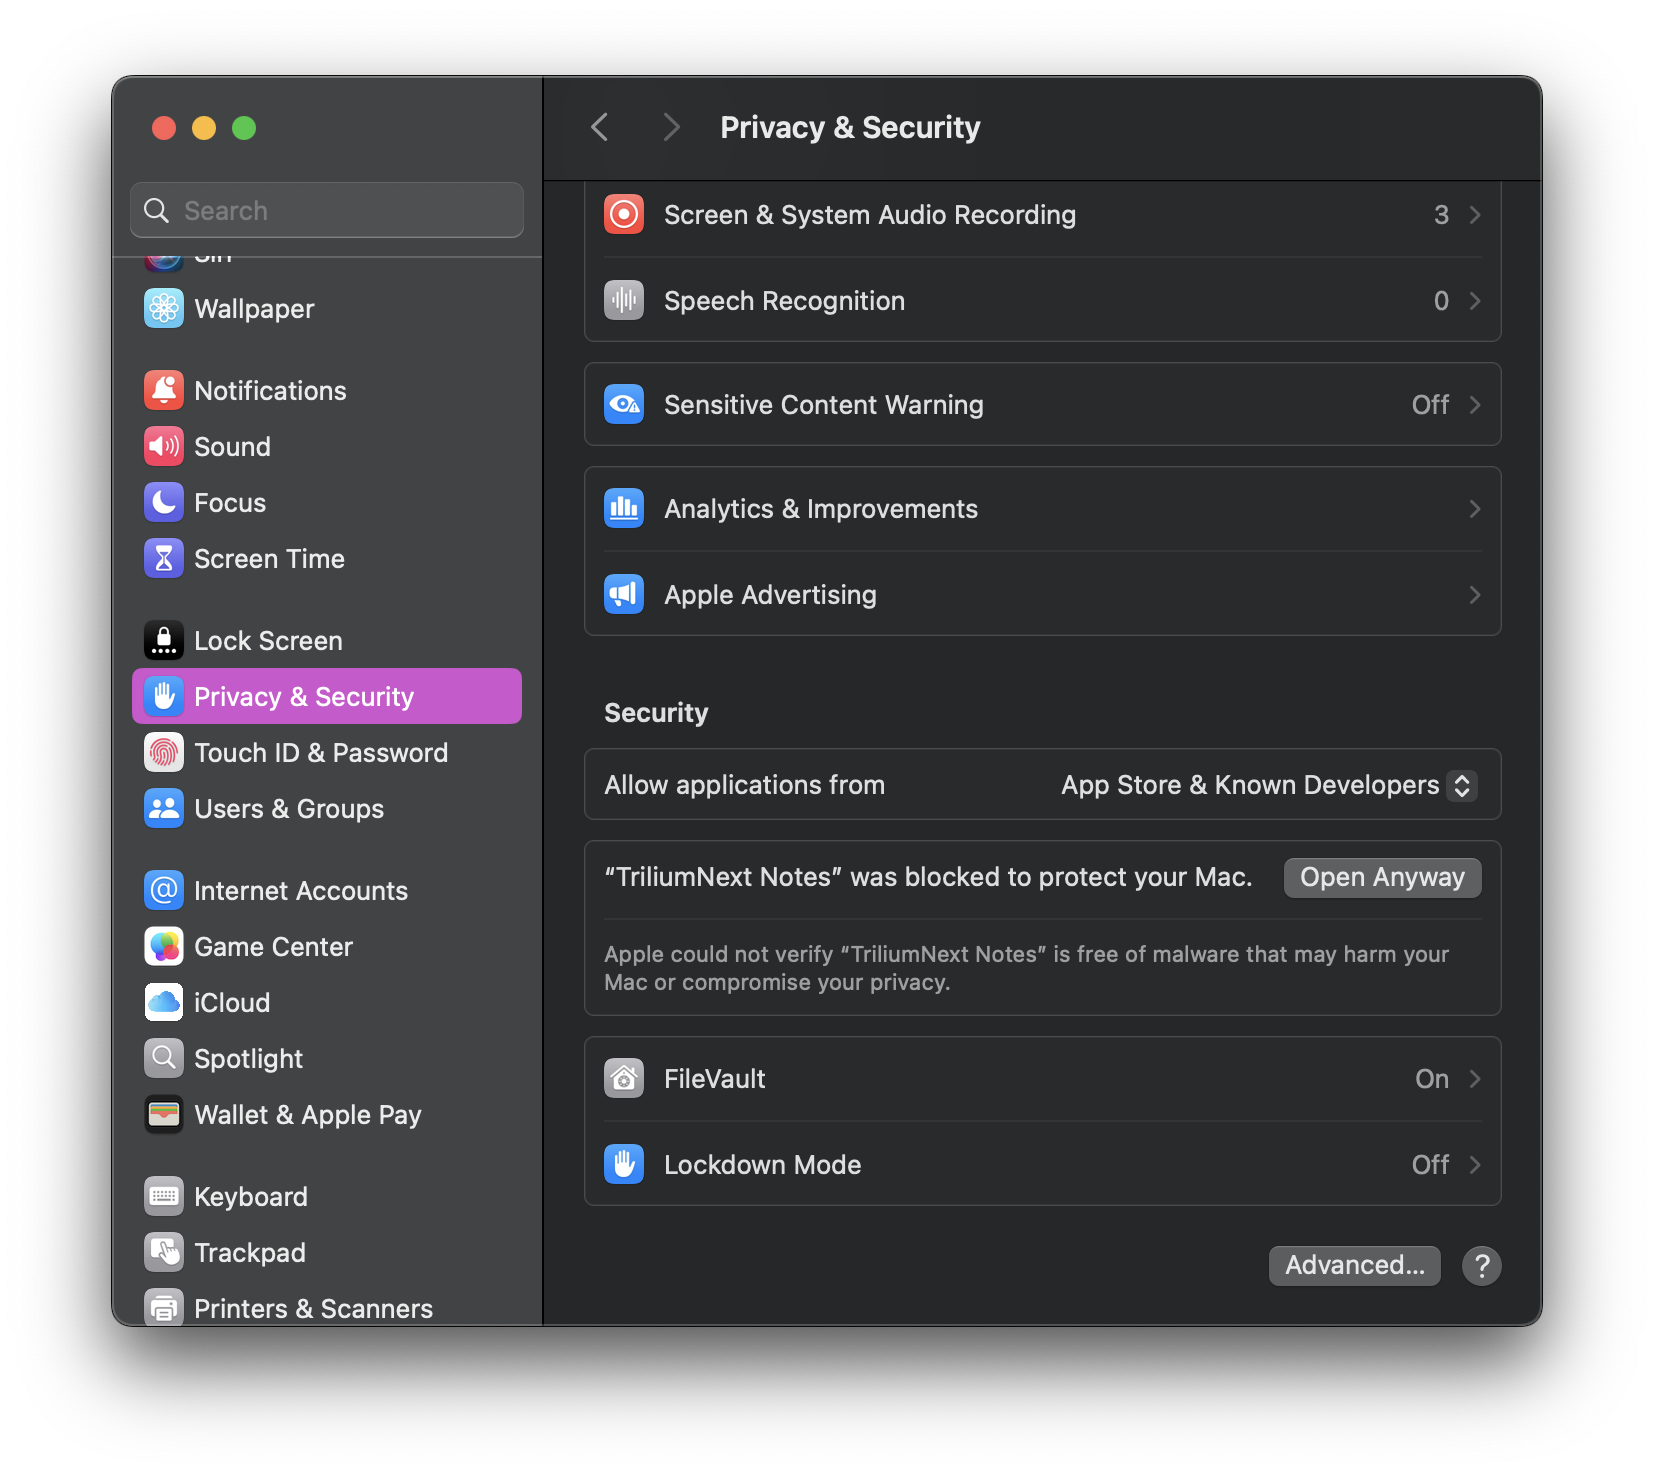 Search
Siri
Wallpaper
Notifications
Sound
Focus
Screen Time
Lock Screen
Privacy & Security
Touch ID & Password
Users & Groups
Internet Accounts
Game Center
iCloud
Spotlight
Wallet & Apple Pay
Keyboard
Trackpad
Printers & Scanners
Privacy & Security
Screen & System Audio Recording 3
Speech Recognition 0
Sensitive Content Warning Off
Analytics & Improvements
Apple Advertising
Security
Allow applications from App Store & Known Developers
“TriliumNext Notes” was blocked to protect your Mac. Open Anyway
Apple could not verify “TriliumNext Notes” is free of malware that may harm your
Mac or compromise your privacy.
FileVault On
Lockdown Mode Off
Advanced... ?